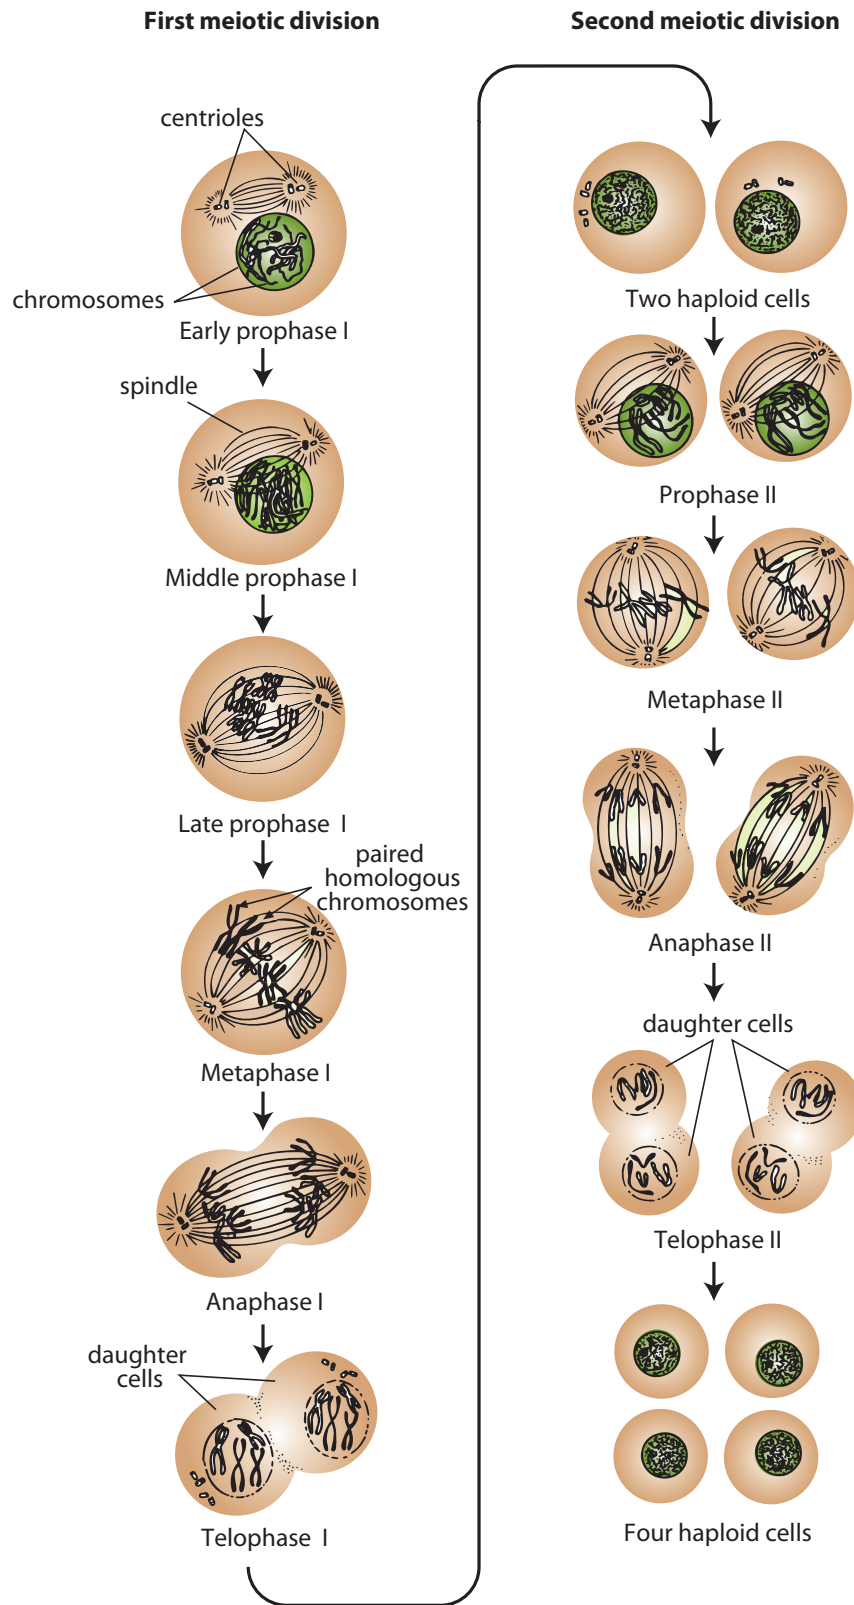 First meiotic division
centrioles
chromosomes
Early prophase I
spindle
Middle prophase I
Late prophase I
paired
homologous
chromosomes
Metaphase I
Anaphase I
daughter
cells
Telophase I
Second meiotic division
Two haploid cells
Prophase II
Metaphase II
Anaphase II
daughter cells
Telophase II
Four haploid cells